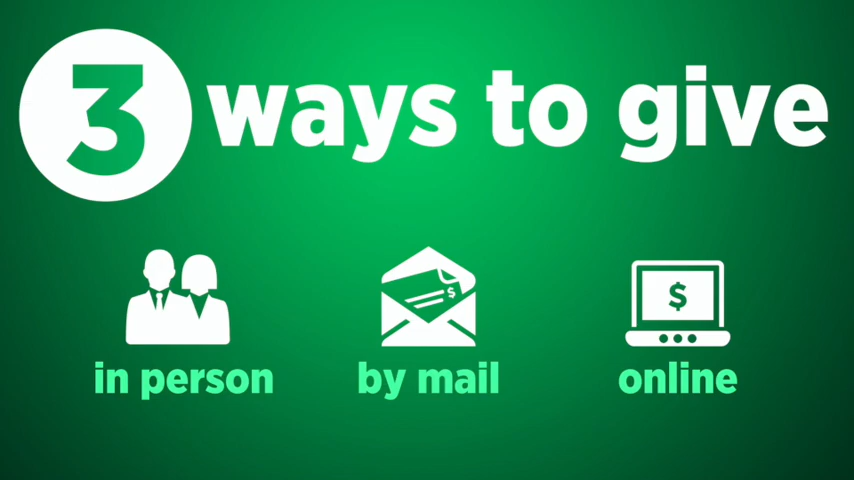 3 ways to give
$
$
in person
by mail
online